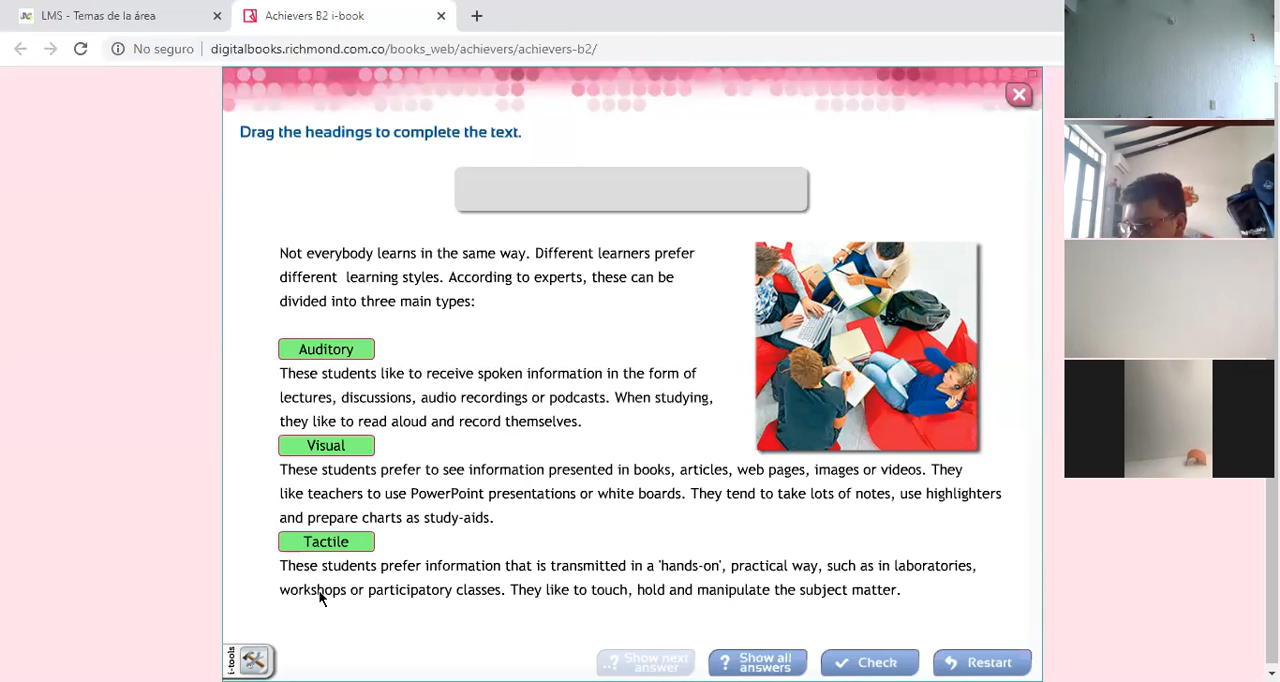 LMS - Temas de la área
Achievers B2 i-book
No seguro
digitalbooks.richmond.com.co/books_web/achievers/achievers-b2/
Drag the headings to complete the text.
Not everybody learns in the same way. Different learners prefer
different learning styles. According to experts, these can be
divided into three main types:
Auditory
These students like to receive spoken information in the form of
lectures, discussions, audio recordings or podcasts. When studying,
they like to read aloud and record themselves.
Visual
These students prefer to see information presented in books, articles, web pages, images or videos. They
like teachers to use PowerPoint presentations or white boards. They tend to take lots of notes, use highlighters
and prepare charts as study-aids.
Tactile
These students prefer information that is transmitted in a 'hands-on', practical way, such as in laboratories,
workshops or participatory classes. They like to touch, hold and manipulate the subject matter.
i-tools
..? Show next
answer
? Show all
answers
Check
Restart